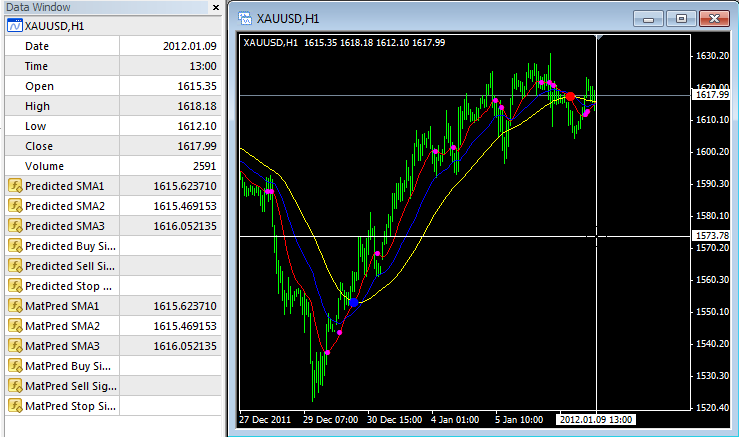 Data Window
XAUUSD,H1
Date 2012.01.09
Time 13:00
Open 1615.35
High 1618.18
Low 1612.10
Close 1617.99
Volume 2591
Predicted SMA1 1615.623710
Predicted SMA2 1615.469153
Predicted SMA3 1616.052135
Predicted Buy Si...
Predicted Sell Sig...
Predicted Stop ...
MatPred SMA1 1615.623710
MatPred SMA2 1615.469153
MatPred SMA3 1616.052135
MatPred Buy Si...
MatPred Sell Sig...
MatPred Stop Si...
XAUUSD,H1
XAUUSD,H1 1615.35 1618.18 1612.10 1617.99
1630.20
1620.00
1617.99
1610.10
1600.20
1590.30
1580.10
1573.78
1570.20
1560.30
1550.10
1540.20
1530.30
1520.40
27 Dec 2011 29 Dec 07:00 30 Dec 15:00 4 Jan 01:00 5 Jan 10:00 2012.01.09 13:00